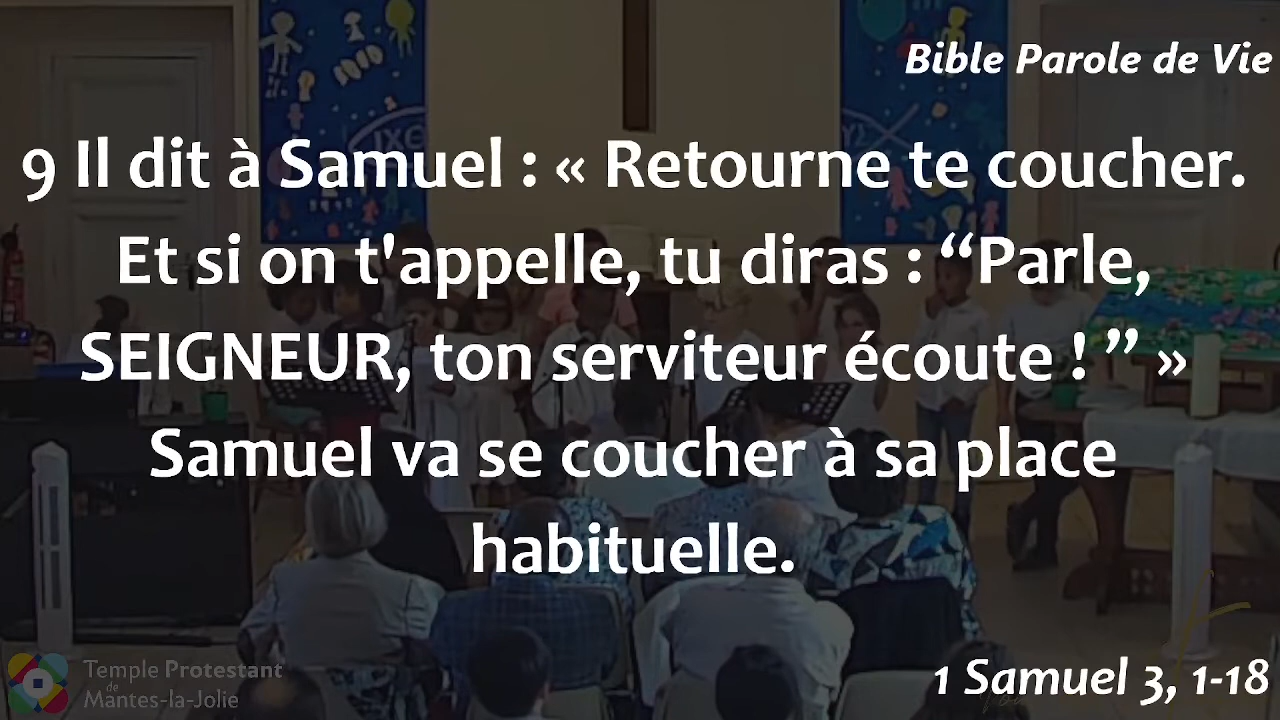 Bible Parole de Vie
9 Il dit à Samuel : « Retourne te coucher.
Et si on t'appelle, tu diras : “Parle,
SEIGNEUR, ton serviteur écoute ! ” »
Samuel va se coucher à sa place
habituelle.
Temple Protestant
de
Mantes-la-Jolie
1 Samuel 3, 1-18